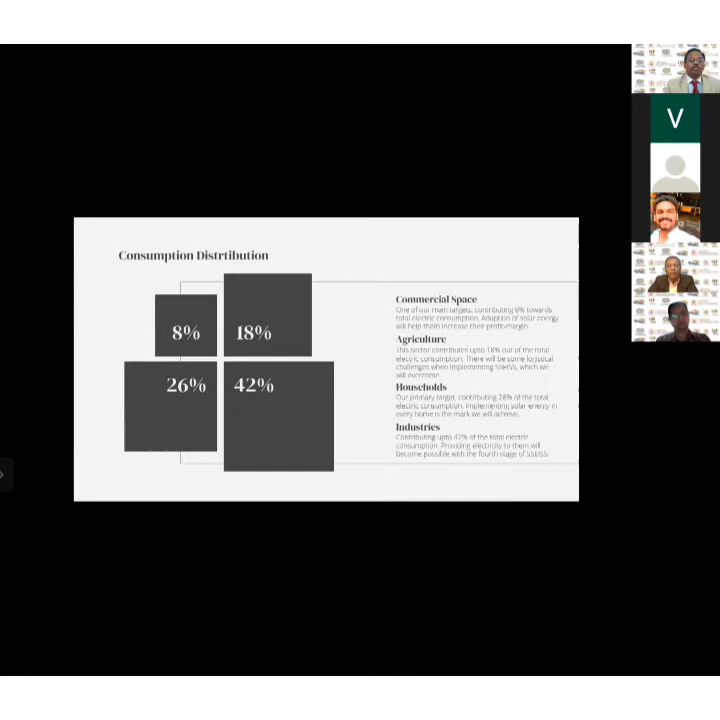 V
Consumption Distrtibution
8%
18%
26%
42%
Commercial Space
One of our main targets, contributing 8% towards
total electric consumption. Adaption of solar energy
will help them increase their profit-margin.
Agriculture
This sector contributes upto 18% out of the total
electric consumption. There will be some logistical
challenges when implementing SSEISS, which we
will overcome.
Households
Our primary target, contributing 26% of the total
electric consumption. Implementing solar energy in
every home is the mark we will achieve.
Industries
Contributing upto 42% of the total electric
consumption. Providing electricity to them will
become possible with the fourth stage of